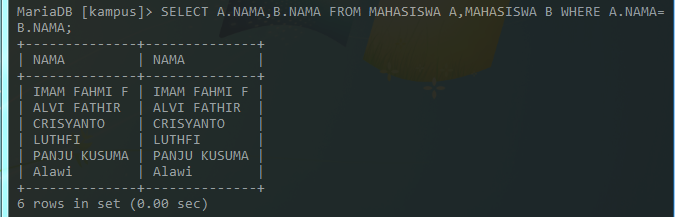 MariaDB [kampus]> SELECT A.NAMA,B.NAMA FROM MAHASISWA A,MAHASISWA B WHERE A.NAMA=
B.NAMA;
+--------------+--------------+
| NAMA         | NAMA         |
+--------------+--------------+
| IMAM FAHMI F | IMAM FAHMI F |
| ALVI FATHIR  | ALVI FATHIR  |
| CRISYANTO    | CRISYANTO    |
| LUTHFI       | LUTHFI       |
| PANJU KUSUMA | PANJU KUSUMA |
| Alawi        | Alawi        |
+--------------+--------------+
6 rows in set (0.00 sec)